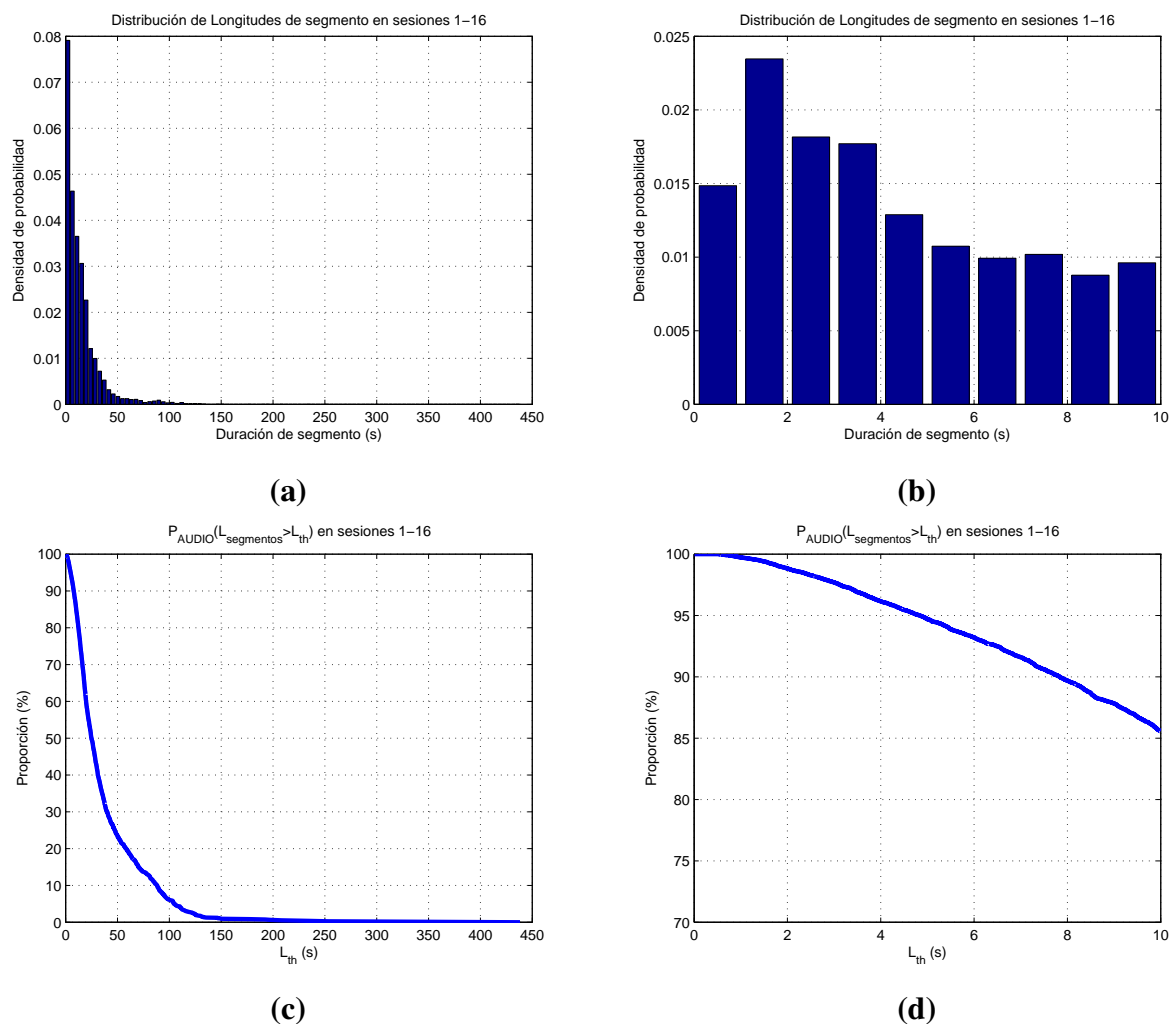 Distribución de Longitudes de segmento en sesiones 1−16
Densidad de probabilidad
0.08
0.07
0.06
0.05
0.04
0.03
0.02
0.01
0
0 50 100 150 200 250 300 350 400 450
Duración de segmento (s)
(a)
Distribución de Longitudes de segmento en sesiones 1−16
Densidad de probabilidad
0.025
0.02
0.015
0.01
0.005
0
0 2 4 6 8 10
Duración de segmento (s)
(b)
P_AUDIO(L_segmentos>L_th) en sesiones 1−16
Proporción (%)
100
90
80
70
60
50
40
30
20
10
0
0 50 100 150 200 250 300 350 400 450
L_th (s)
(c)
P_AUDIO(L_segmentos>L_th) en sesiones 1−16
Proporción (%)
100
95
90
85
80
75
70
0 2 4 6 8 10
L_th (s)
(d)